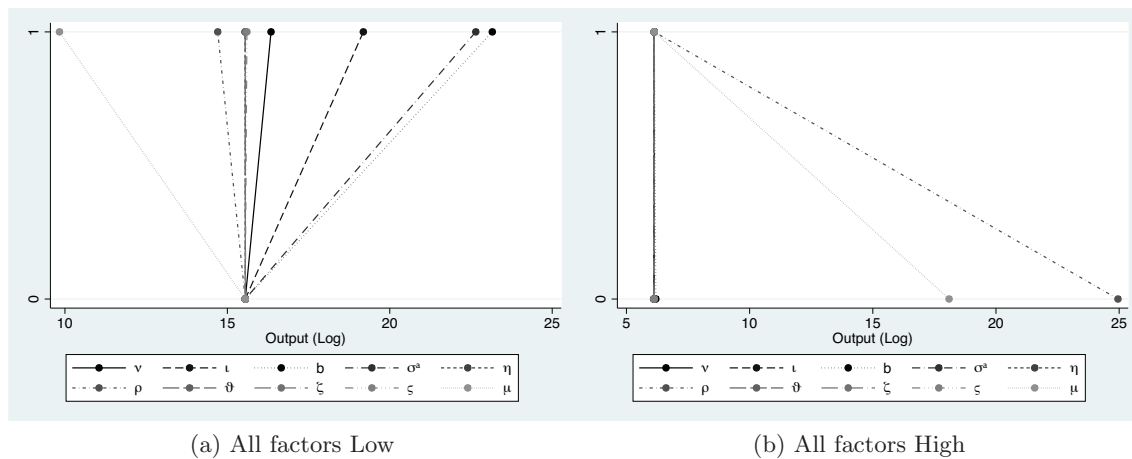 1
0
10 15 20 25
Output (Log)
ν ι b σᵃ η
ρ ϑ ζ ς μ
(a) All factors Low
1
0
5 10 15 20 25
Output (Log)
ν ι b σᵃ η
ρ ϑ ζ ς μ
(b) All factors High